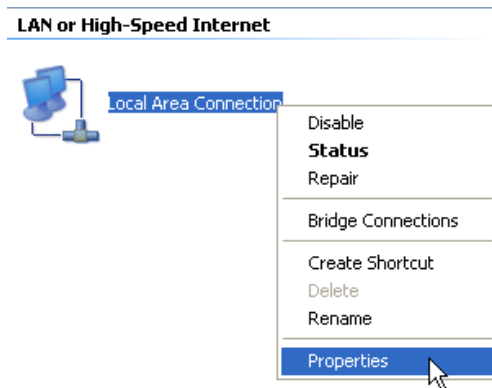 LAN or High-Speed Internet
Local Area Connection
Disable
Status
Repair
Bridge Connections
Create Shortcut
Delete
Rename
Properties